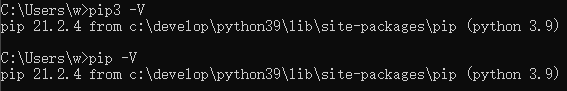 C:\Users\w>pip3 -V
pip 21.2.4 from c:\develop\python39\lib\site-packages\pip (python 3.9)
C:\Users\w>pip -V
pip 21.2.4 from c:\develop\python39\lib\site-packages\pip (python 3.9)